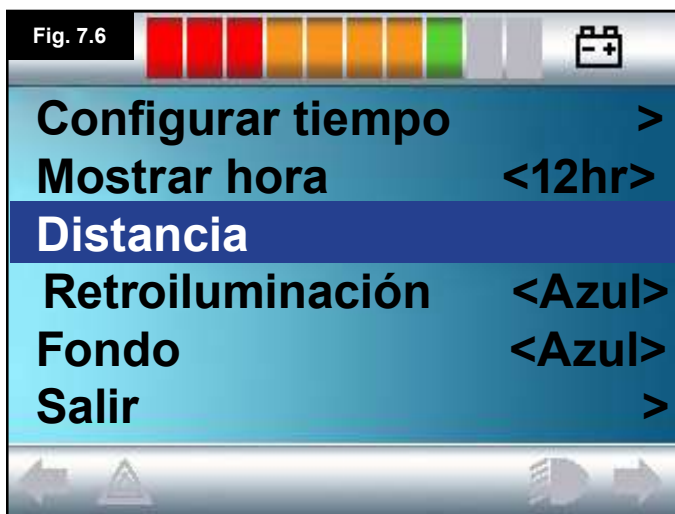 Fig. 7.6
Configurar tiempo >
Mostrar hora <12hr>
Distancia
Retroiluminación <Azul>
Fondo <Azul>
Salir >